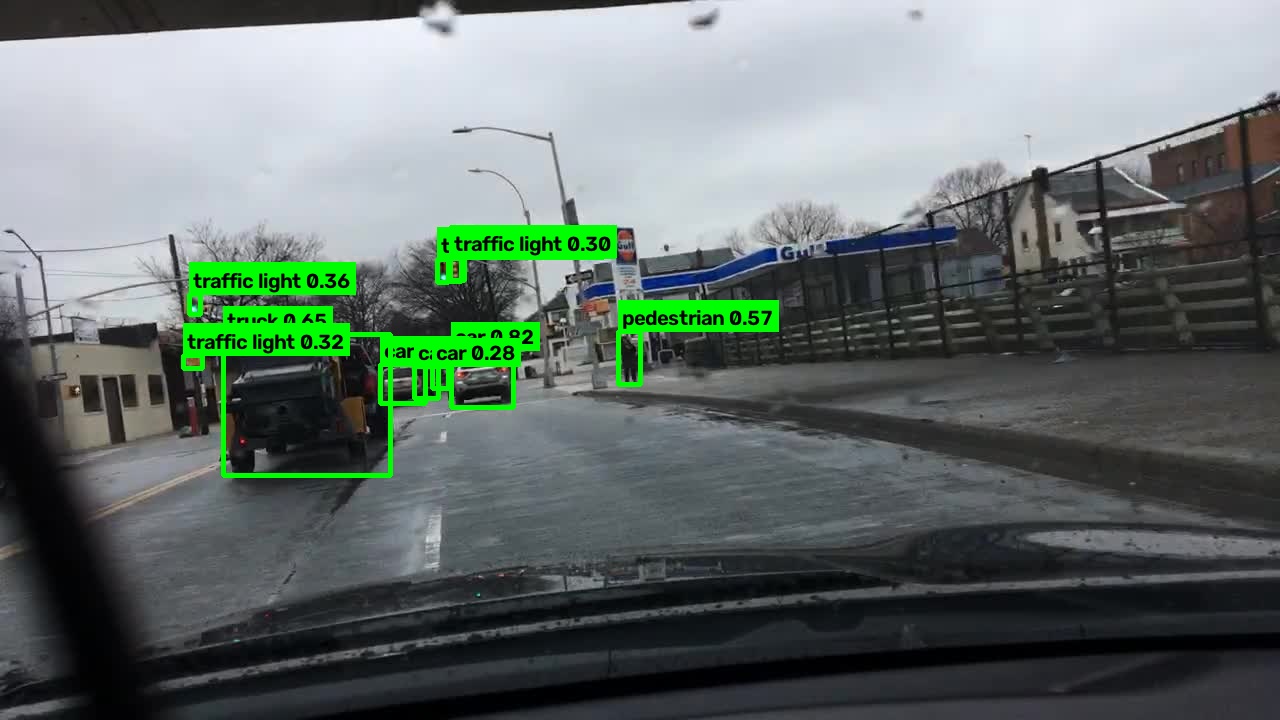 t traffic light 0.30
Gulf
Gulf
traffic light 0.36
truck 0.65
pedestrian 0.57
traffic light 0.32
car 0.82
car
c
car 0.28